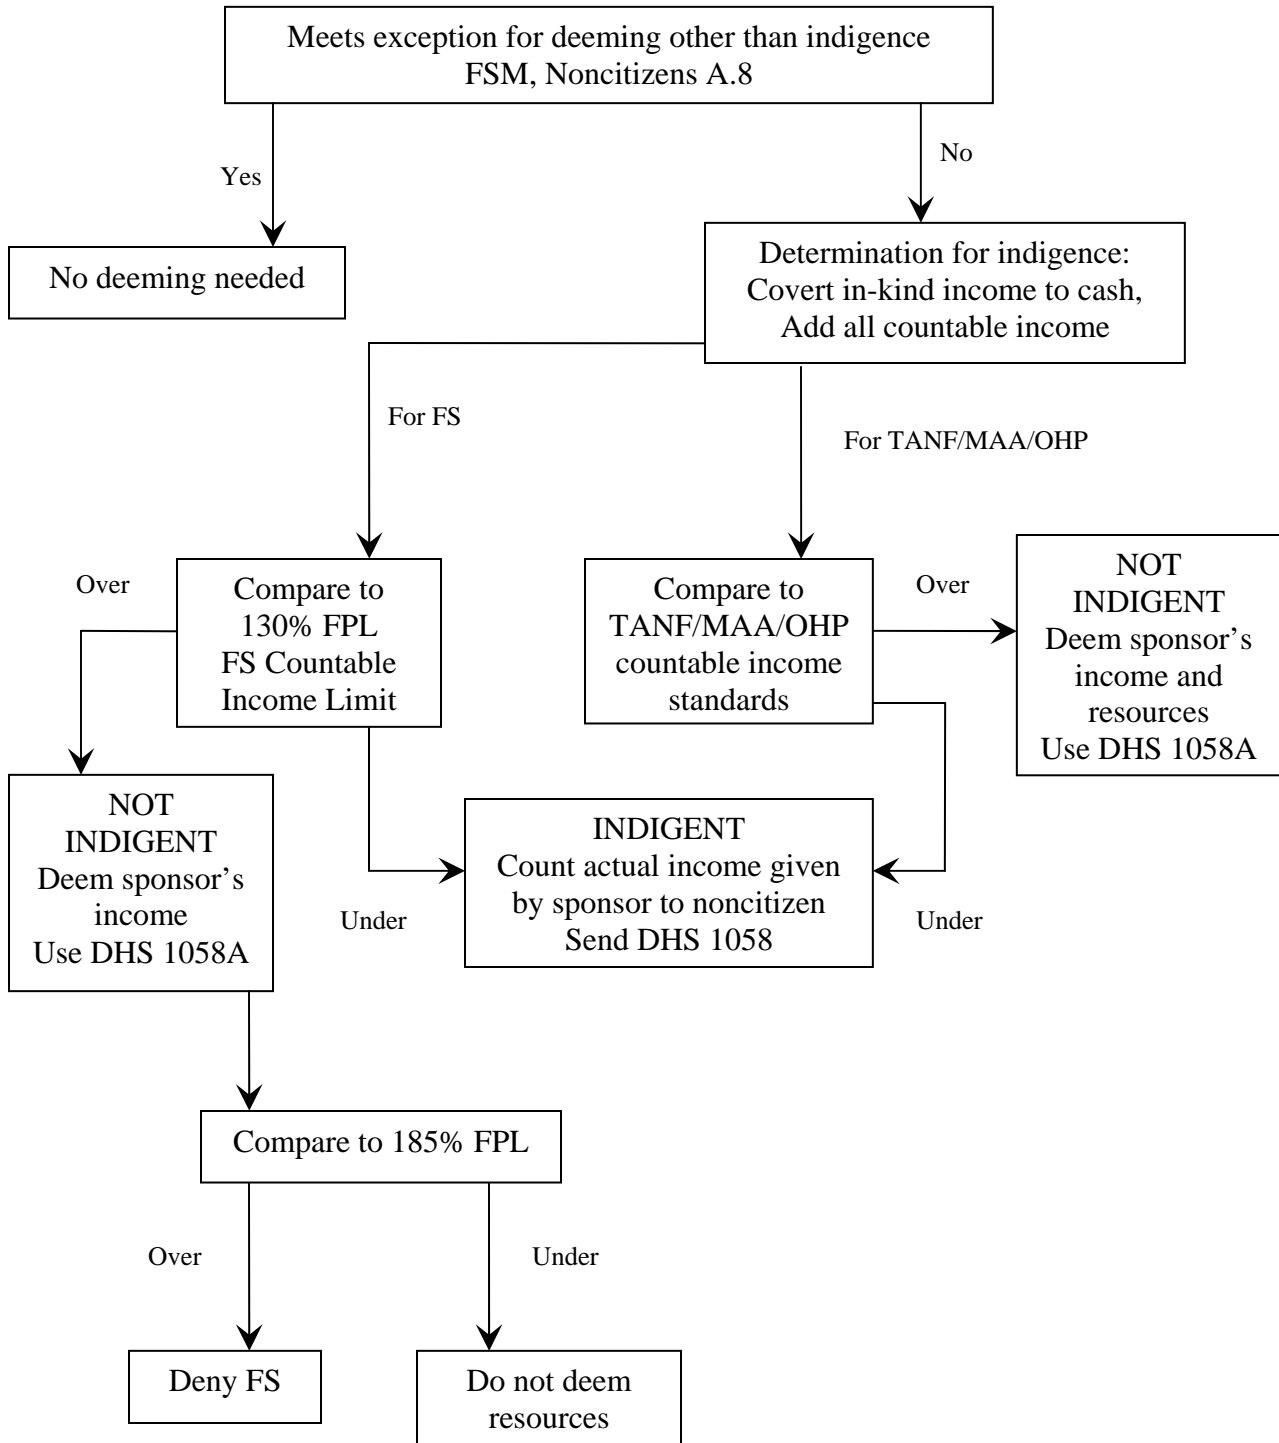 Meets exception for deeming other than indigence
FSM, Noncitizens A.8
Yes
No
No deeming needed
Determination for indigence:
Covert in-kind income to cash,
Add all countable income
For FS
For TANF/MAA/OHP
Over
Compare to
130% FPL
FS Countable
Income Limit
Compare to
TANF/MAA/OHP
countable income
standards
Over
NOT
INDIGENT
Deem sponsor’s
income and
resources
Use DHS 1058A
NOT
INDIGENT
Deem sponsor’s
income
Use DHS 1058A
Under
INDIGENT
Count actual income given
by sponsor to noncitizen
Send DHS 1058
Under
Compare to 185% FPL
Over
Under
Deny FS
Do not deem
resources